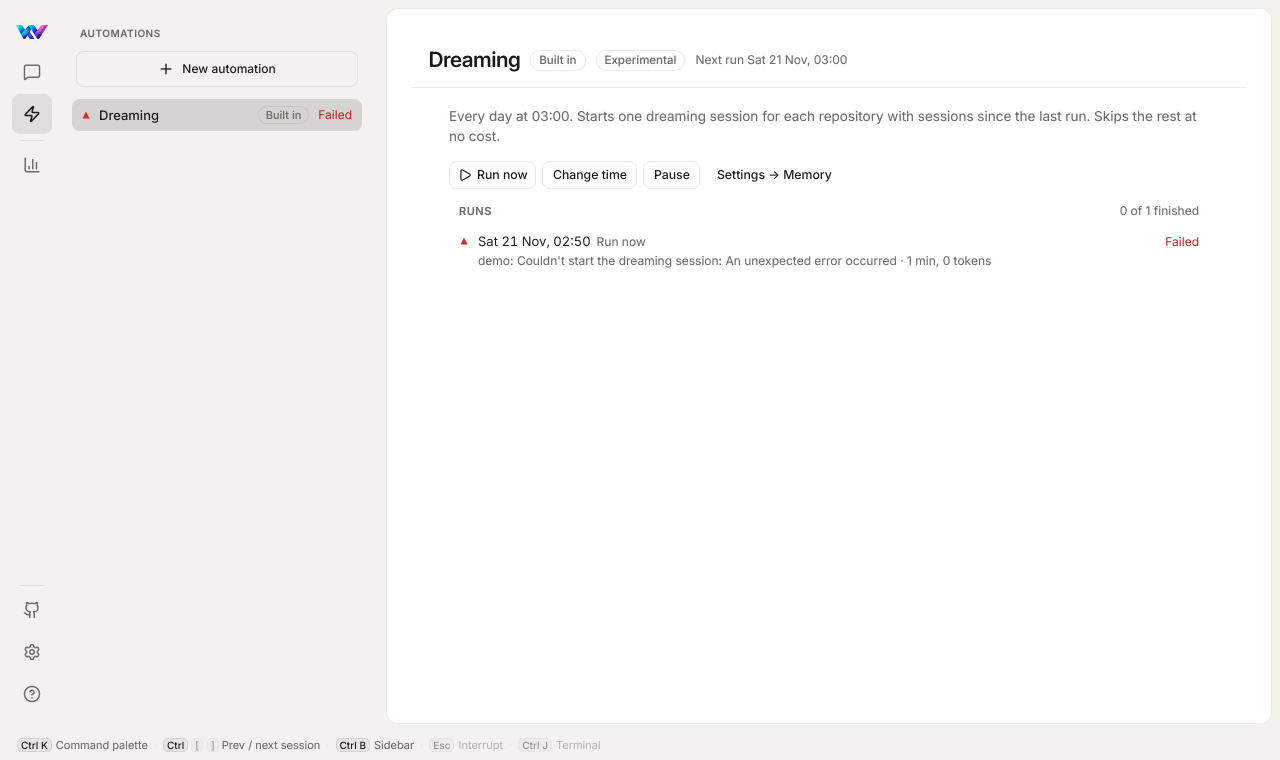 AUTOMATIONS
New automation
Dreaming Built in Failed
Dreaming Built in Experimental Next run Sat 21 Nov, 03:00
Every day at 03:00. Starts one dreaming session for each repository with sessions since the last run. Skips the rest at
no cost.
Run now Change time Pause Settings → Memory
RUNS 0 of 1 finished
Sat 21 Nov, 02:50 Run now Failed
demo: Couldn't start the dreaming session: An unexpected error occurred · 1 min, 0 tokens
Ctrl K Command palette · Ctrl [ ] Prev / next session · Ctrl B Sidebar · Esc Interrupt · Ctrl J Terminal